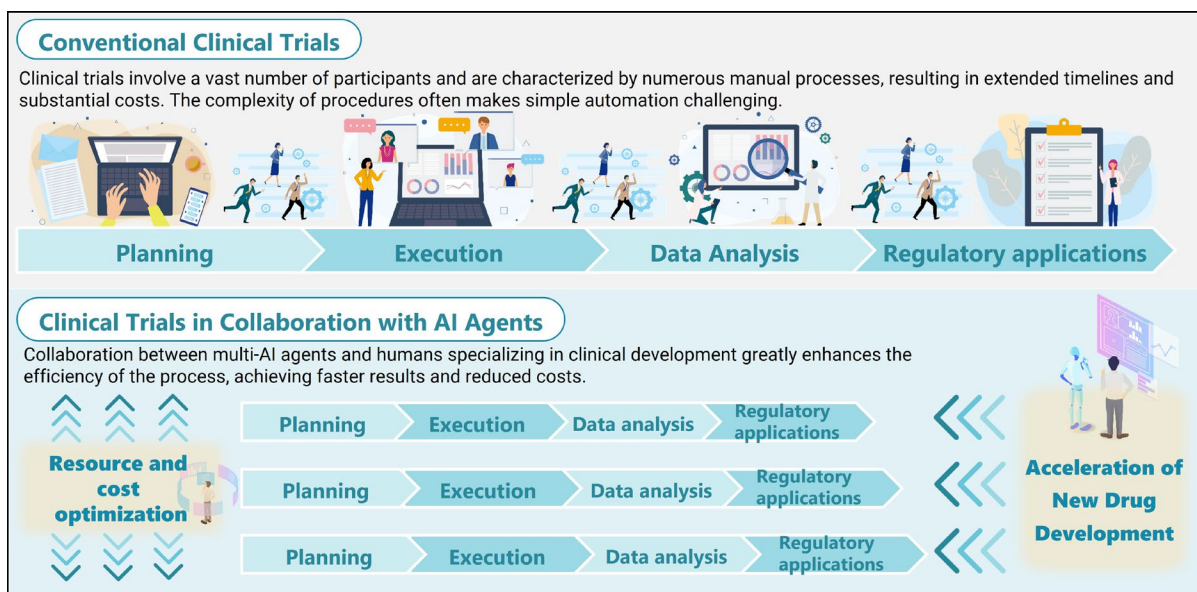 Conventional Clinical Trials
Clinical trials involve a vast number of participants and are characterized by numerous manual processes, resulting in extended timelines and
substantial costs. The complexity of procedures often makes simple automation challenging.
Planning
Execution
Data Analysis
Regulatory applications
Clinical Trials in Collaboration with AI Agents
Collaboration between multi-AI agents and humans specializing in clinical development greatly enhances the
efficiency of the process, achieving faster results and reduced costs.
Resource and
cost
optimization
Planning
Execution
Data analysis
Regulatory
applications
Planning
Execution
Data analysis
Regulatory
applications
Planning
Execution
Data analysis
Regulatory
applications
Acceleration of
New Drug
Development